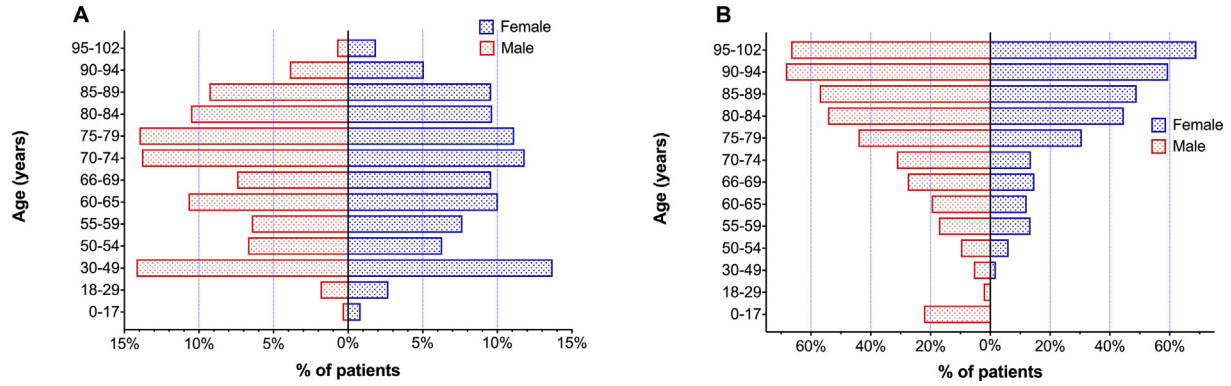 A
Female
Male
95-102
90-94
85-89
80-84
75-79
70-74
66-69
60-65
55-59
50-54
30-49
18-29
0-17
Age (years)
15% 10% 5% 0% 5% 10% 15%
% of patients
B
Female
Male
95-102
90-94
85-89
80-84
75-79
70-74
66-69
60-65
55-59
50-54
30-49
18-29
0-17
Age (years)
60% 40% 20% 0% 20% 40% 60%
% of patients